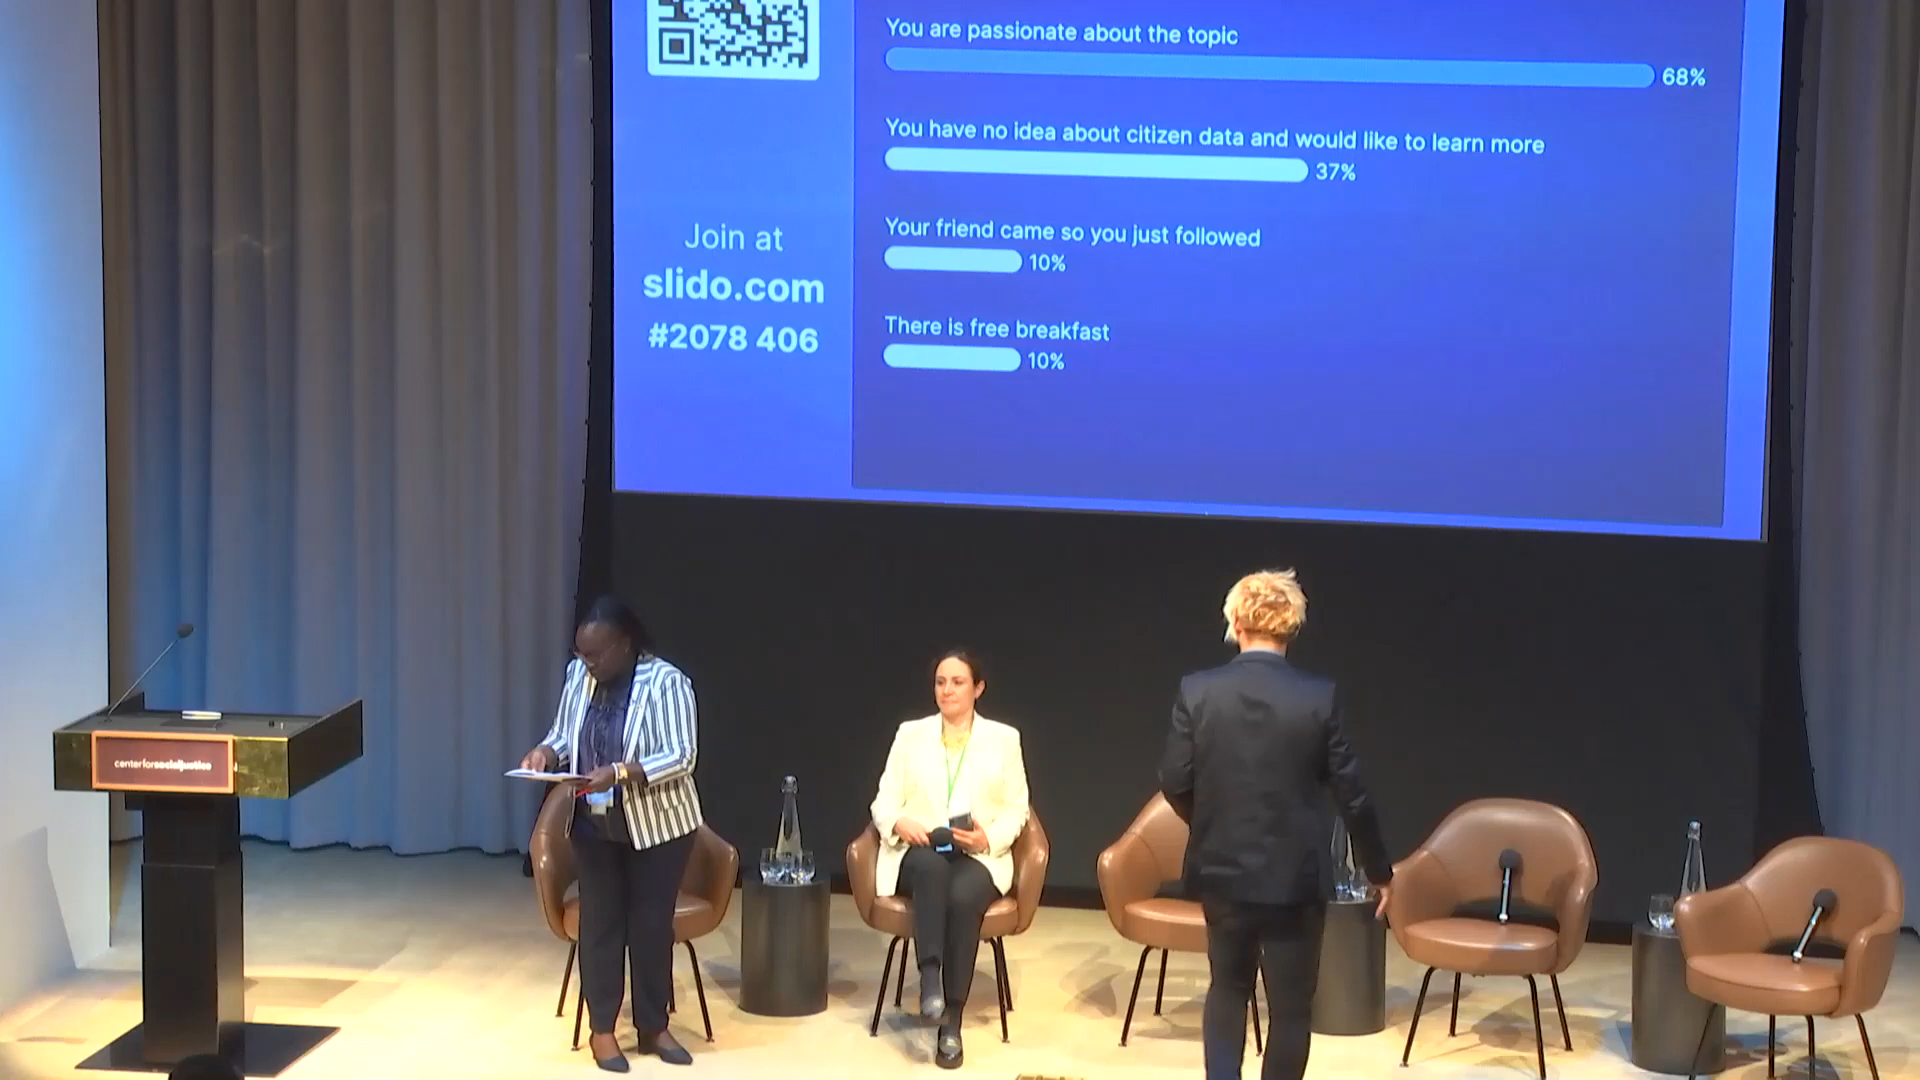 You are passionate about the topic
68%
You have no idea about citizen data and would like to learn more
37%
Your friend came so you just followed
10%
There is free breakfast
10%
Join at
slido.com
#2078 406
centerforsocialjustice